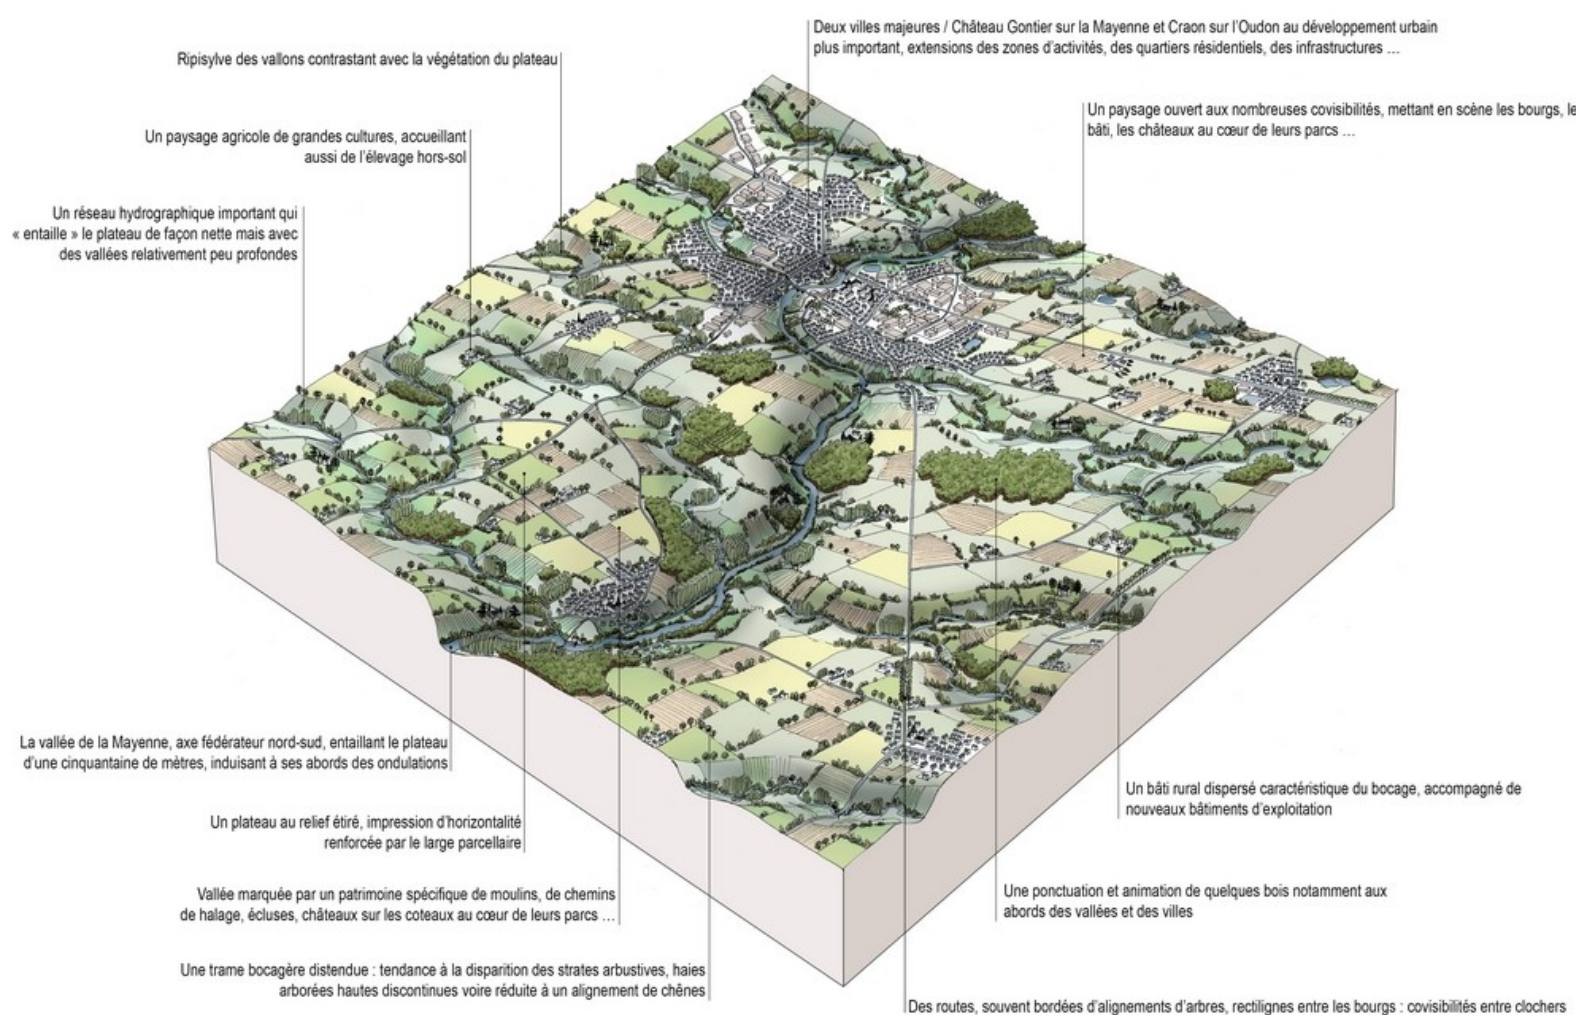 Deux villes majeures / Château Gontier sur la Mayenne et Craon sur l'Oudon au développement urbain
plus important, extensions des zones d'activités, des quartiers résidentiels, des infrastructures ...
Ripisylve des vallons contrastant avec la végétation du plateau
Un paysage ouvert aux nombreuses covisibilités, mettant en scène les bourgs, le
bâti, les châteaux au cœur de leurs parcs ...
Un paysage agricole de grandes cultures, accueillant
aussi de l'élevage hors-sol
Un réseau hydrographique important qui
« entaille » le plateau de façon nette mais avec
des vallées relativement peu profondes
La vallée de la Mayenne, axe fédérateur nord-sud, entaillant le plateau
d'une cinquantaine de mètres, induisant à ses abords des ondulations
Un bâti rural dispersé caractéristique du bocage, accompagné de
nouveaux bâtiments d'exploitation
Un plateau au relief étiré, impression d'horizontalité
renforcée par le large parcellaire
Vallée marquée par un patrimoine spécifique de moulins, de chemins
de halage, écluses, châteaux sur les coteaux au cœur de leurs parcs ...
Une ponctuation et animation de quelques bois notamment aux
abords des vallées et des villes
Une trame bocagère distendue : tendance à la disparition des strates arbustives, haies
arborées hautes discontinues voire réduite à un alignement de chênes
Des routes, souvent bordées d'alignements d'arbres, rectilignes entre les bourgs : covisibilités entre clochers